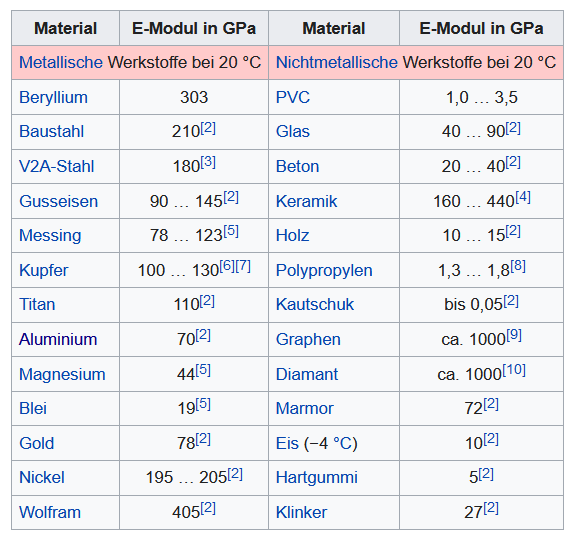 Material E-Modul in GPa Material E-Modul in GPa
Metallische Werkstoffe bei 20 °C Nichtmetallische Werkstoffe bei 20 °C
Beryllium 303 PVC 1,0 … 3,5
Baustahl 210[2] Glas 40 … 90[2]
V2A-Stahl 180[3] Beton 20 … 40[2]
Gusseisen 90 … 145[2] Keramik 160 … 440[4]
Messing 78 … 123[5] Holz 10 … 15[2]
Kupfer 100 … 130[6][7] Polypropylen 1,3 … 1,8[8]
Titan 110[2] Kautschuk bis 0,05[2]
Aluminium 70[2] Graphen ca. 1000[9]
Magnesium 44[5] Diamant ca. 1000[10]
Blei 19[5] Marmor 72[2]
Gold 78[2] Eis (−4 °C) 10[2]
Nickel 195 … 205[2] Hartgummi 5[2]
Wolfram 405[2] Klinker 27[2]